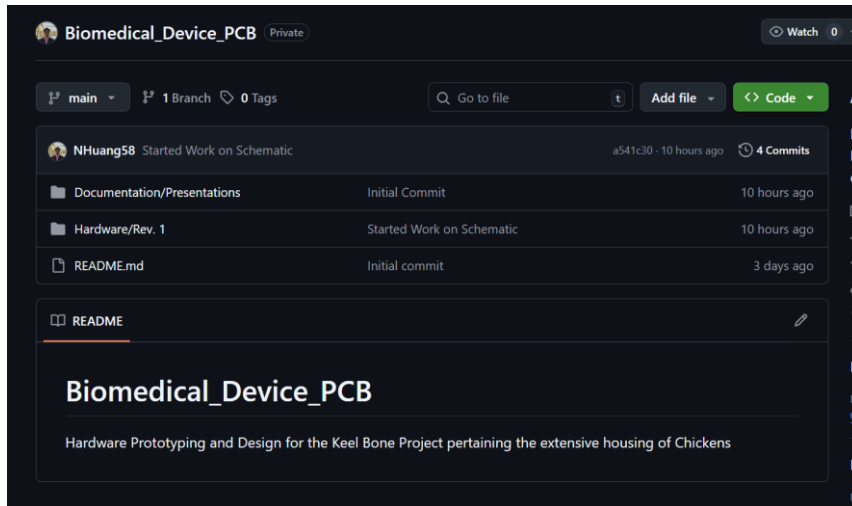 Biomedical_Device_PCB Private
Watch 0
main 1 Branch 0 Tags
Go to file t Add file Code
NHuang58 Started Work on Schematic a541c30 · 10 hours ago 4 Commits
Documentation/Presentations Initial Commit 10 hours ago
Hardware/Rev. 1 Started Work on Schematic 10 hours ago
README.md Initial commit 3 days ago
README
Biomedical_Device_PCB
Hardware Prototyping and Design for the Keel Bone Project pertaining the extensive housing of Chickens